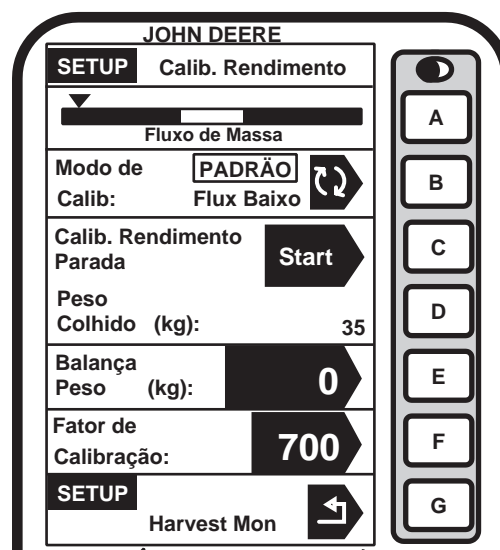 JOHN DEERE
SETUP Calib. Rendimento
Fluxo de Massa
A
Modo de PADRÄO
Calib: Flux Baixo
B
Calib. Rendimento
Parada Start
C
Peso
Colhido (kg): 35
D
Balança
Peso (kg): 0
E
Fator de
Calibração: 700
F
SETUP
Harvest Mon
G